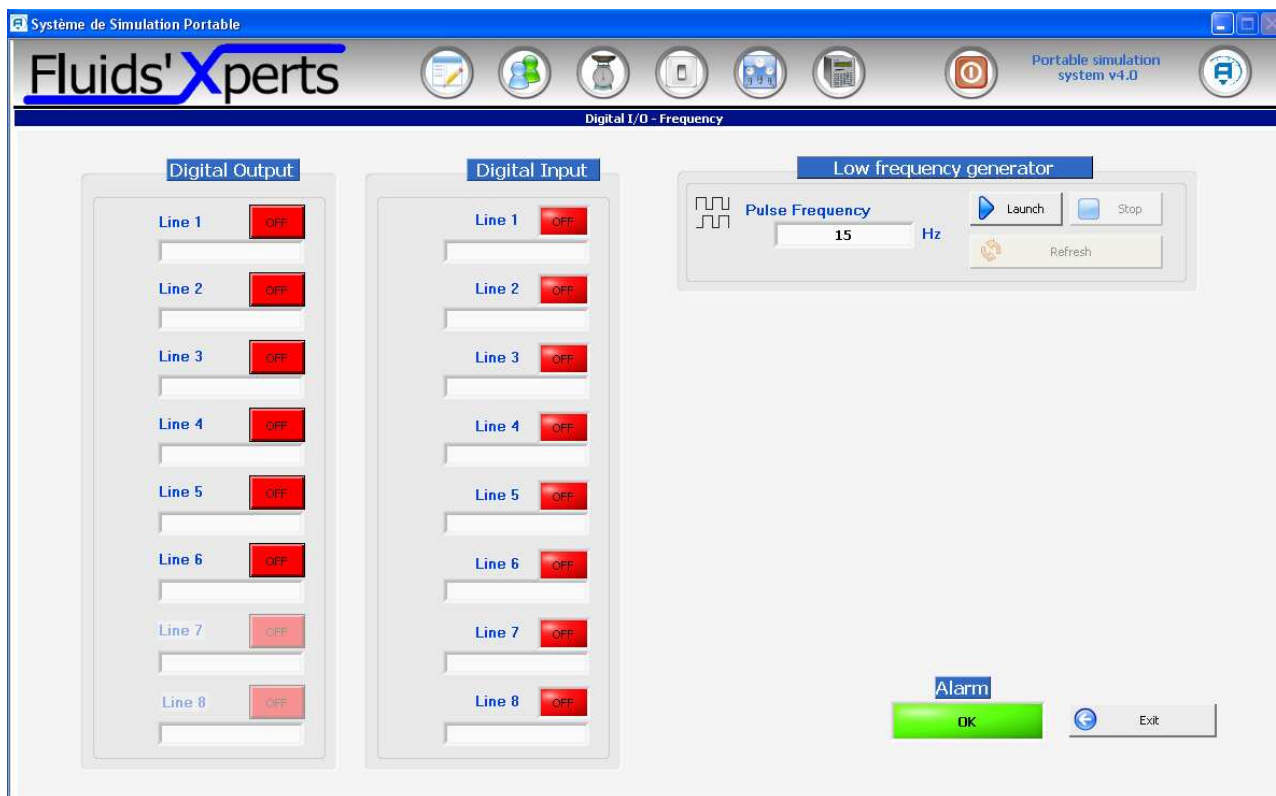 Système de Simulation Portable
Fluids'Xperts
Portable simulation
system v4.0
Digital I/O - Frequency
Digital Output
Line 1 OFF
Line 2 OFF
Line 3 OFF
Line 4 OFF
Line 5 OFF
Line 6 OFF
Line 7 OFF
Line 8 OFF
Digital Input
Line 1 OFF
Line 2 OFF
Line 3 OFF
Line 4 OFF
Line 5 OFF
Line 6 OFF
Line 7 OFF
Line 8 OFF
Low frequency generator
Pulse Frequency
15 Hz
Launch
Stop
Refresh
Alarm
OK
Exit